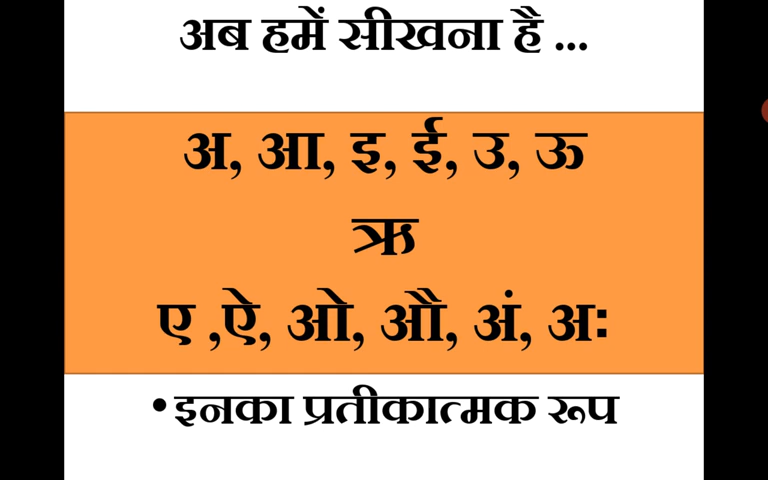 अब हमें सीखना है ...
अ, आ, इ, ई, उ, ऊ
ऋ
ए ,ऐ, ओ, औ, अं, अः
•इनका प्रतीकात्मक रूप